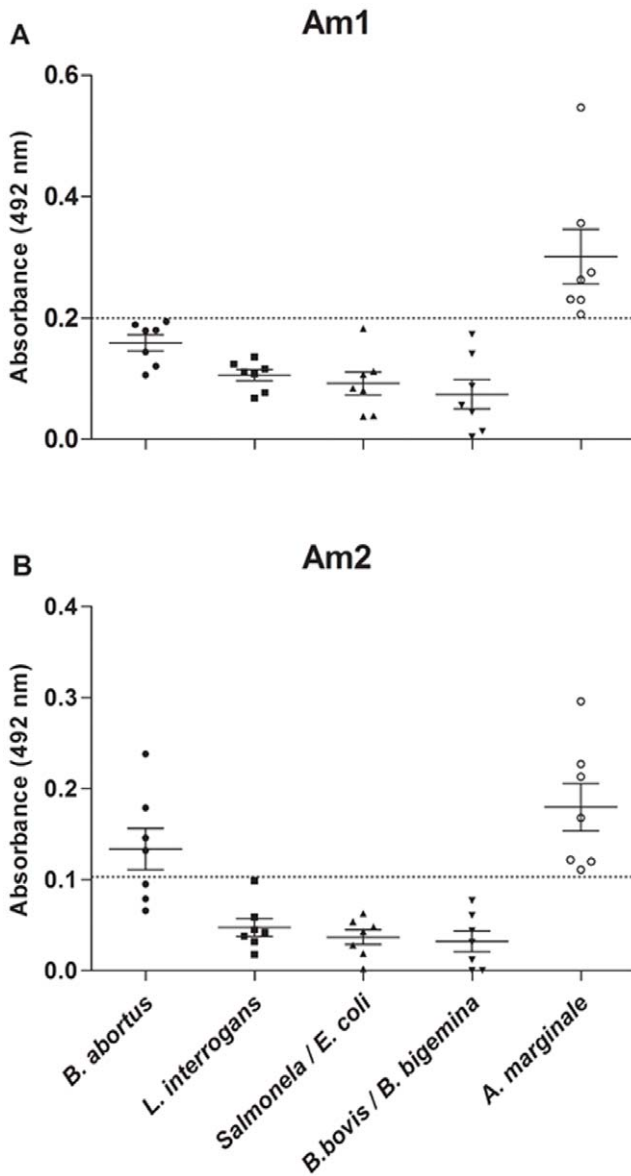 A
Am1
Absorbance (492 nm)
0.6
0.4
0.2
0.0
B
Am2
Absorbance (492 nm)
0.4
0.3
0.2
0.1
0.0
B. abortus
L. interrogans
Salmonela / E. coli
B.bovis / B. bigemina
A. marginale